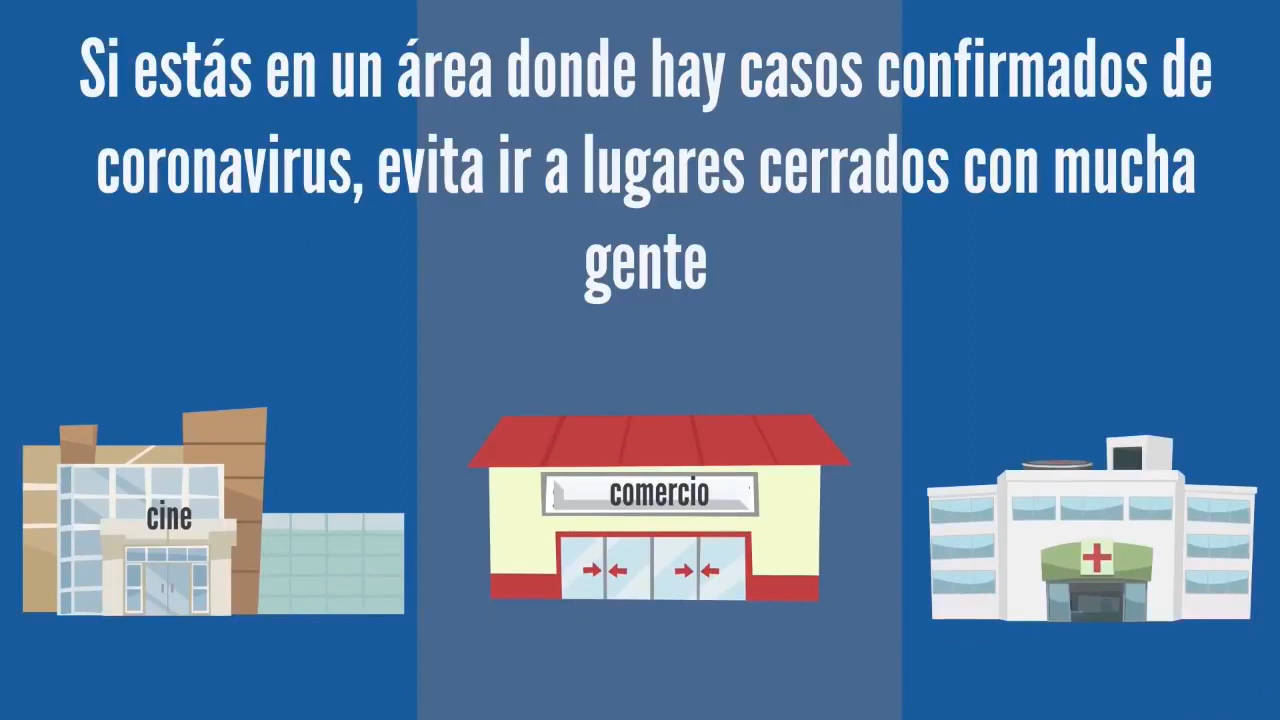 Si estás en un área donde hay casos confirmados de
coronavirus, evita ir a lugares cerrados con mucha
gente
cine
comercio